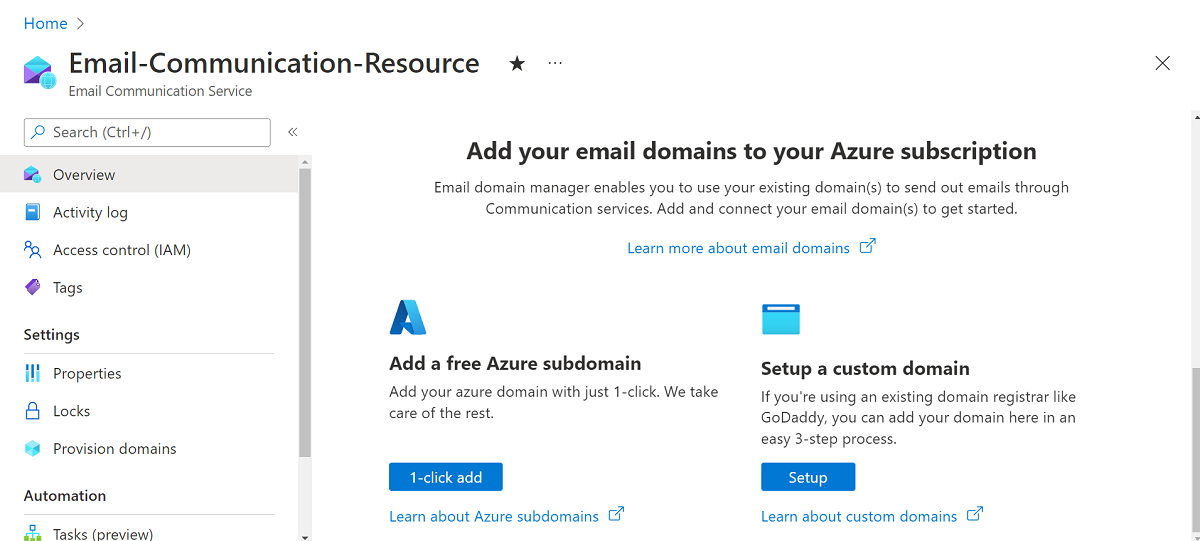 Home
Email-Communication-Resource
Email Communication Service
Search (Ctrl+/)
Overview
Activity log
Access control (IAM)
Tags
Settings
Properties
Locks
Provision domains
Automation
Tasks (preview)
Add your email domains to your Azure subscription
Email domain manager enables you to use your existing domain(s) to send out emails through
Communication services. Add and connect your email domain(s) to get started.
Learn more about email domains
Add a free Azure subdomain
Add your azure domain with just 1-click. We take
care of the rest.
1-click add
Learn about Azure subdomains
Setup a custom domain
If you're using an existing domain registrar like
GoDaddy, you can add your domain here in an
easy 3-step process.
Setup
Learn about custom domains